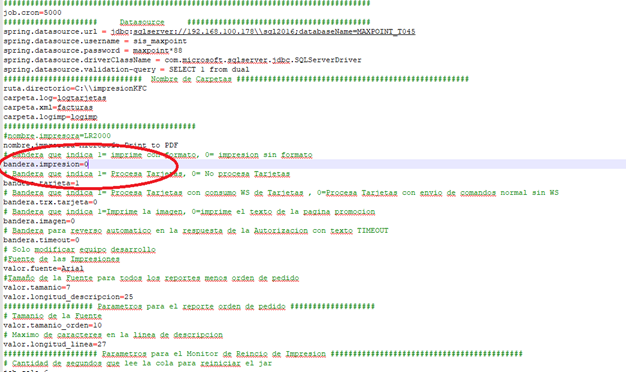 ##################################################################################
job.cron=5000
##################### Datasource #########################################
spring.datasource.url = jdbc:sqlserver://192.168.100.178\\sql2016;databaseName=MAXPOINT_T045
spring.datasource.username = sis_maxpoint
spring.datasource.password = maxpoint*88
spring.datasource.driverClassName = com.microsoft.sqlserver.jdbc.SQLServerDriver
spring.datasource.validation-query = SELECT 1 from dual
############################### Nombre de Carpetas ##############################################
ruta.directorio=C:\\impresionKFC
carpeta.log=logtarjetas
carpeta.xml=facturas
carpeta.logimp=logimp
###########################################
#nombre.impresora=LR2000
Print to PDF
# Bandera que indica 1= imprime con formato, 0= impresion sin formato
bandera.impresion=0
# Bandera que indica 1= Procesa Tarjetas, 0= No procesa Tarjetas
bandera.tarjeta=1
# Bandera que indica 1= Procesa Tarjetas con consumo WS de Tarjetas , 0=Procesa Tarjetas con envio de comandos normal sin WS
bandera.trx.tarjeta=0
# Bandera que indica 1=Imprime la imagen, 0=imprime el texto de la pagina promocion
bandera.imagen=0
# Bandera para reverso automatico en la respuesta de la Autorizacion con texto TIMEOUT
bandera.timeout=0
# Solo modificar equipo desarrollo
#Fuente de las Impresiones
valor.fuente=Arial
#Tamaño de la Fuente para todos los reportes menos orden de pedido
valor.tamanio=7
valor.longitud_descripcion=25
#################### Parametros para el reporte orden de pedido ###################
# Tamanio de la Fuente
valor.tamanio_orden=10
# Maximo de caracteres en la linea de descripcion
valor.longitud_linea=27
##################### Parametros para el Monitor de Reincio de Impresion ###########################################
# Cantidad de segundos que lee la cola para reiniciar el jar